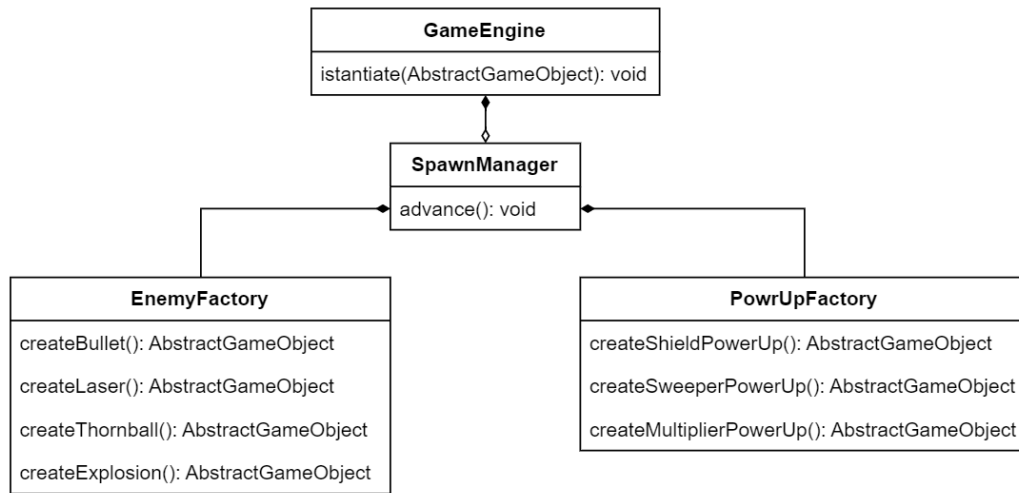 GameEngine
istantiate(AbstractGameObject): void
SpawnManager
advance(): void
EnemyFactory
createBullet(): AbstractGameObject
createLaser(): AbstractGameObject
createThornball(): AbstractGameObject
createExplosion(): AbstractGameObject
PowrUpFactory
createShieldPowerUp(): AbstractGameObject
createSweeperPowerUp(): AbstractGameObject
createMultiplierPowerUp(): AbstractGameObject